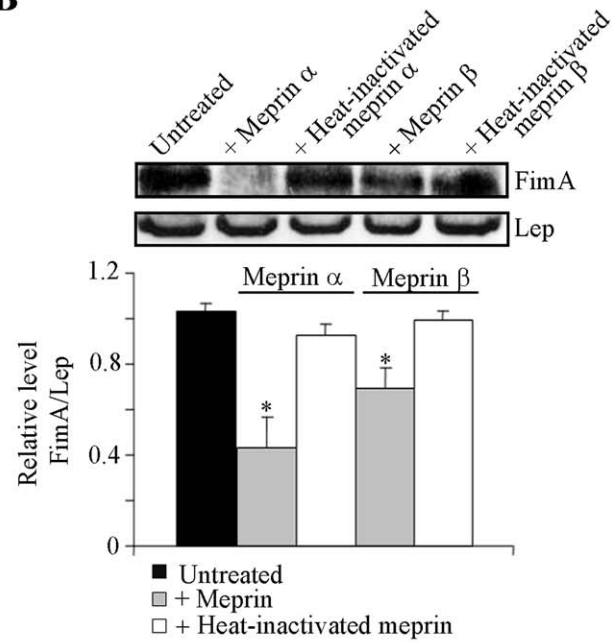 B
Untreated
+ Meprin α
+ Heat-inactivated
meprin α
+ Meprin β
+ Heat-inactivated
meprin β
FimA
Lep
1.2
0.8
0.4
0
Relative level
FimA/Lep
Meprin α
Meprin β
*
*
Untreated
+ Meprin
+ Heat-inactivated meprin